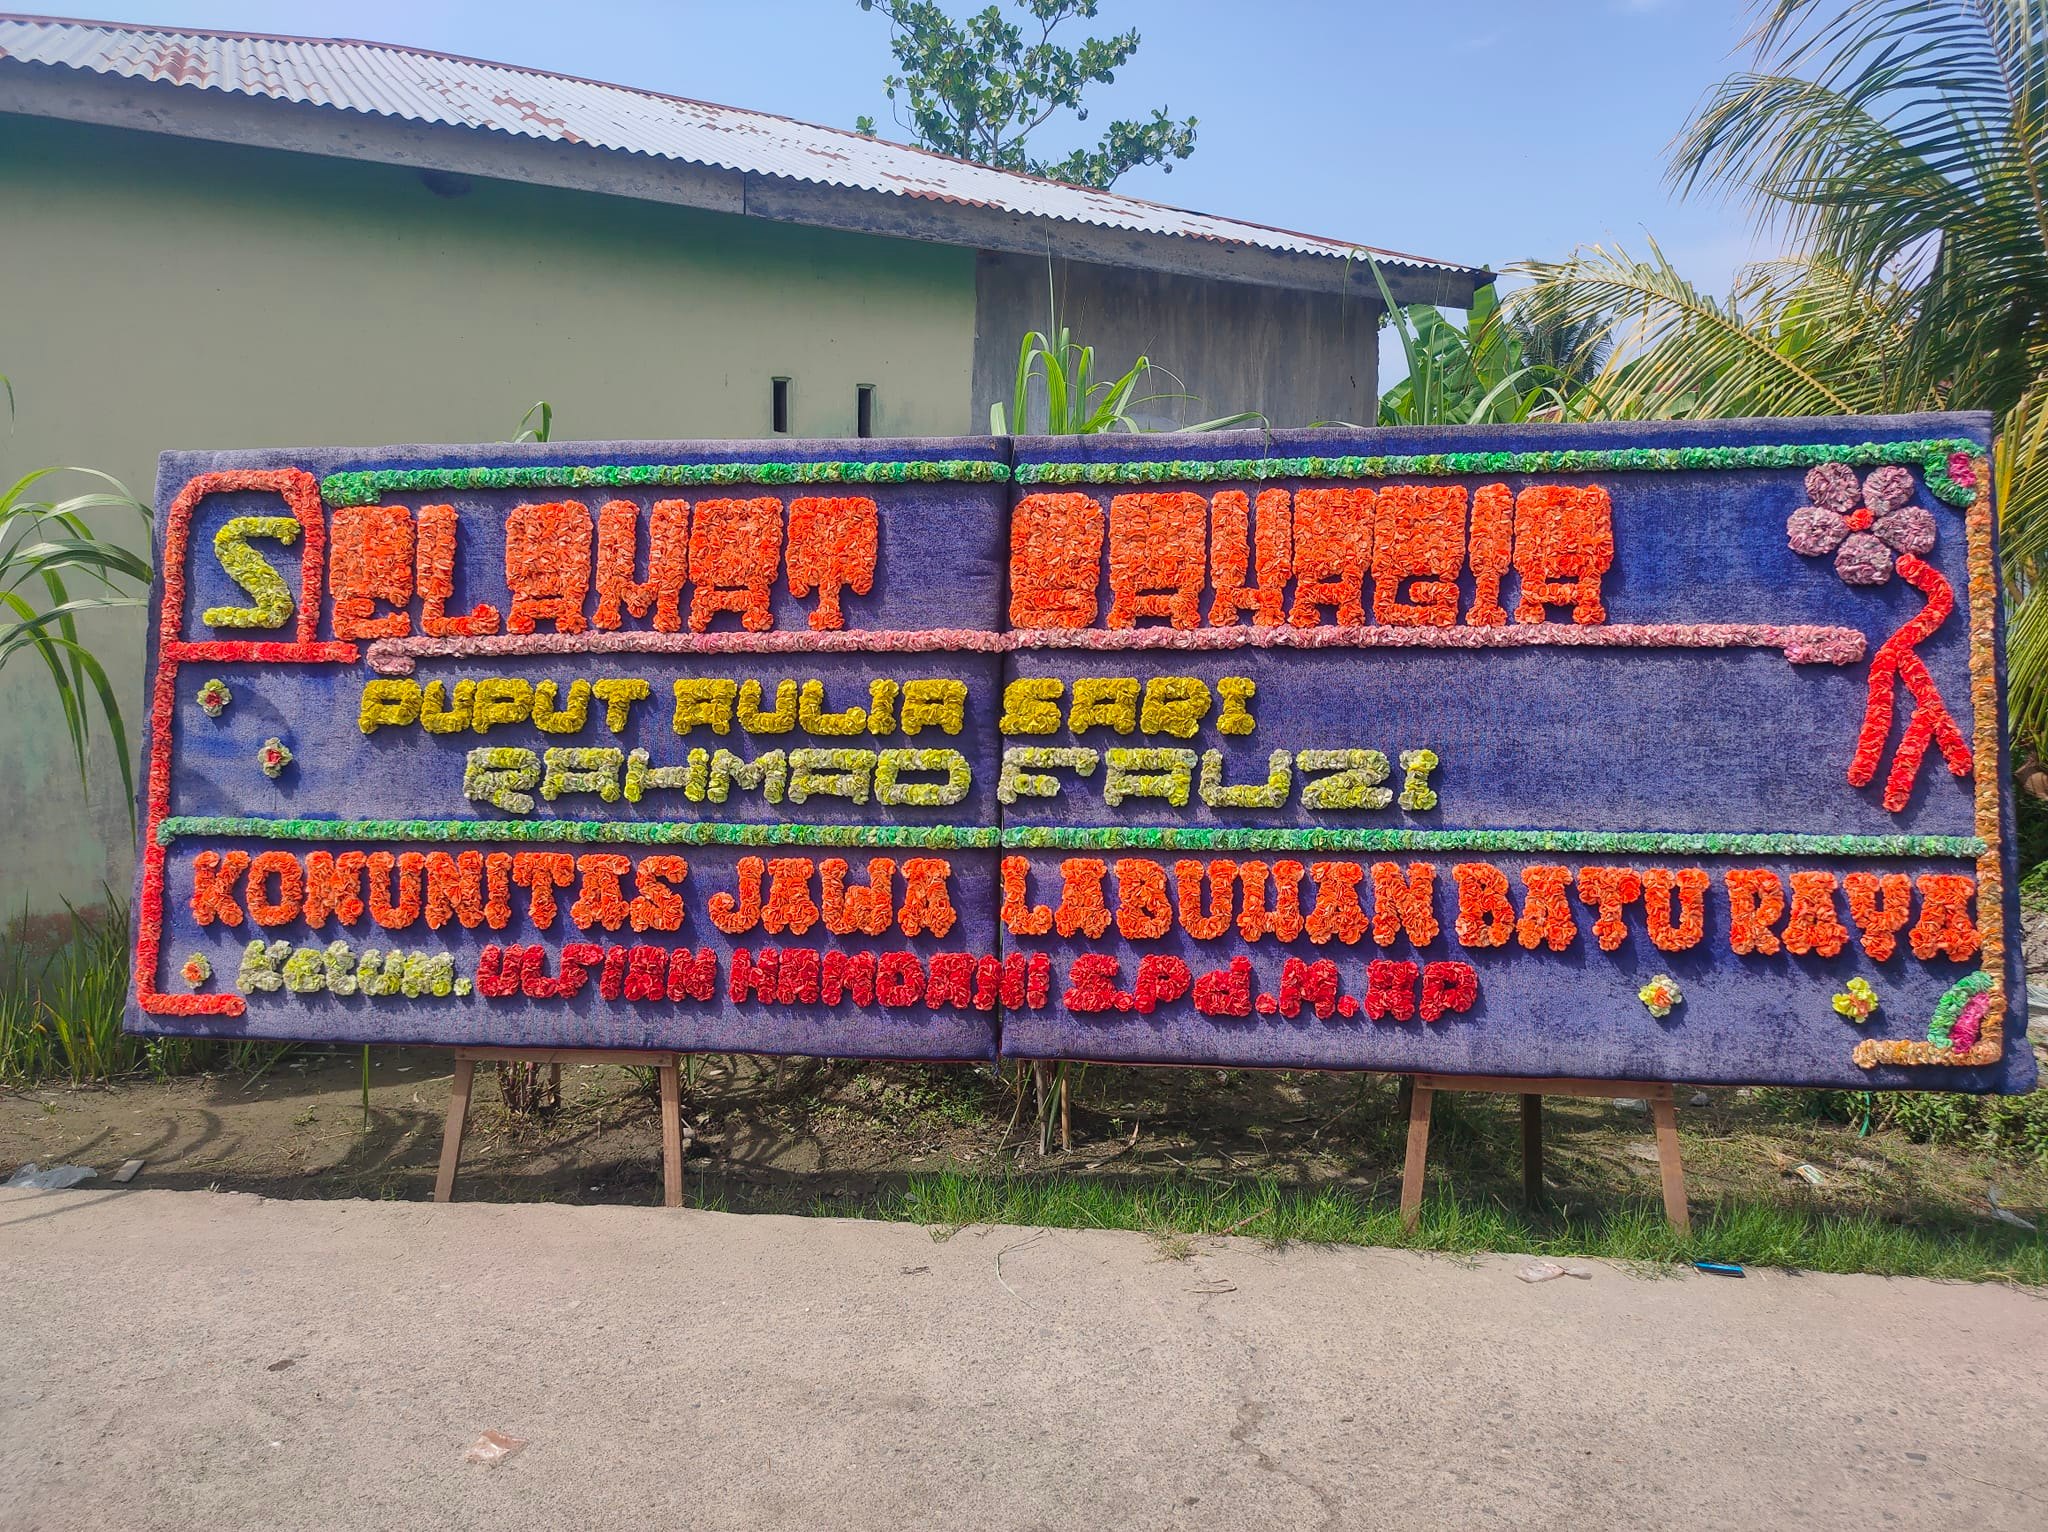 SELAMAT BAHAGIA
PUPUT AULIA SARI
RAHMAD FAUZI
KOMUNITAS JAWA LABUHAN BATU RAYA
Ketum. ULFIAN HAMDANI S.Pd.M.AP